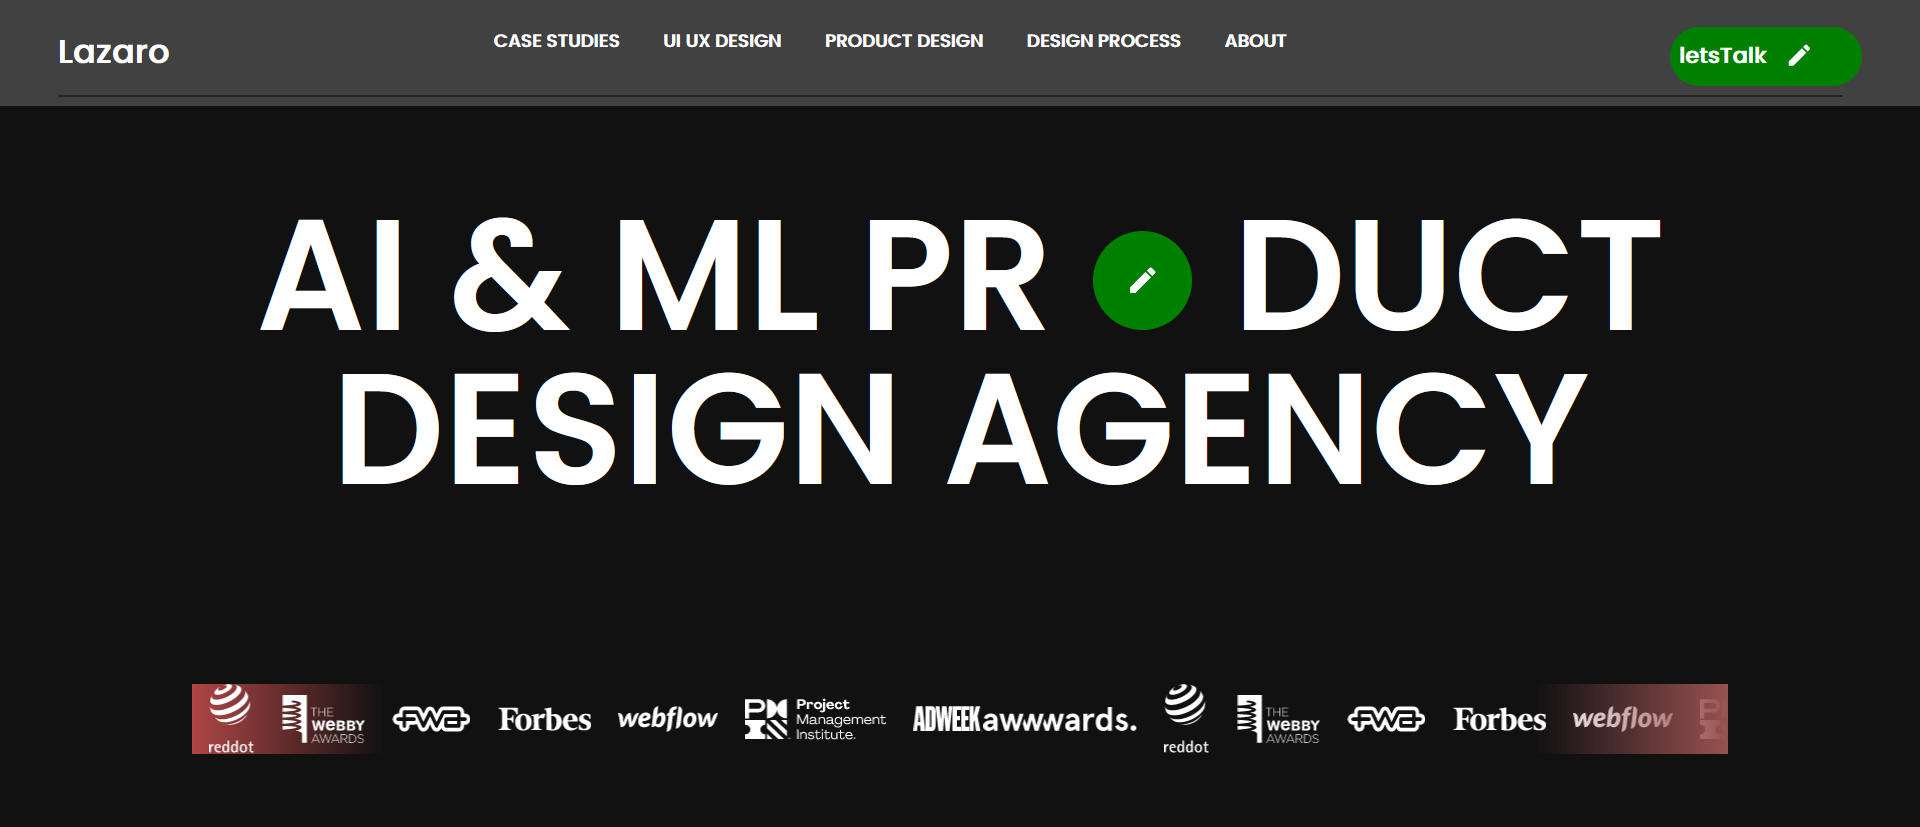 Lazaro
CASE STUDIES UI UX DESIGN PRODUCT DESIGN DESIGN PROCESS ABOUT
letsTalk
AI & ML PR DUCT
DESIGN AGENCY
reddot
THE
WEBBY
AWARDS
FWA
Forbes
webflow
Project
Management
Institute.
ADWEEK
awwwards.
reddot
THE
WEBBY
AWARDS
FWA
Forbes
webflow